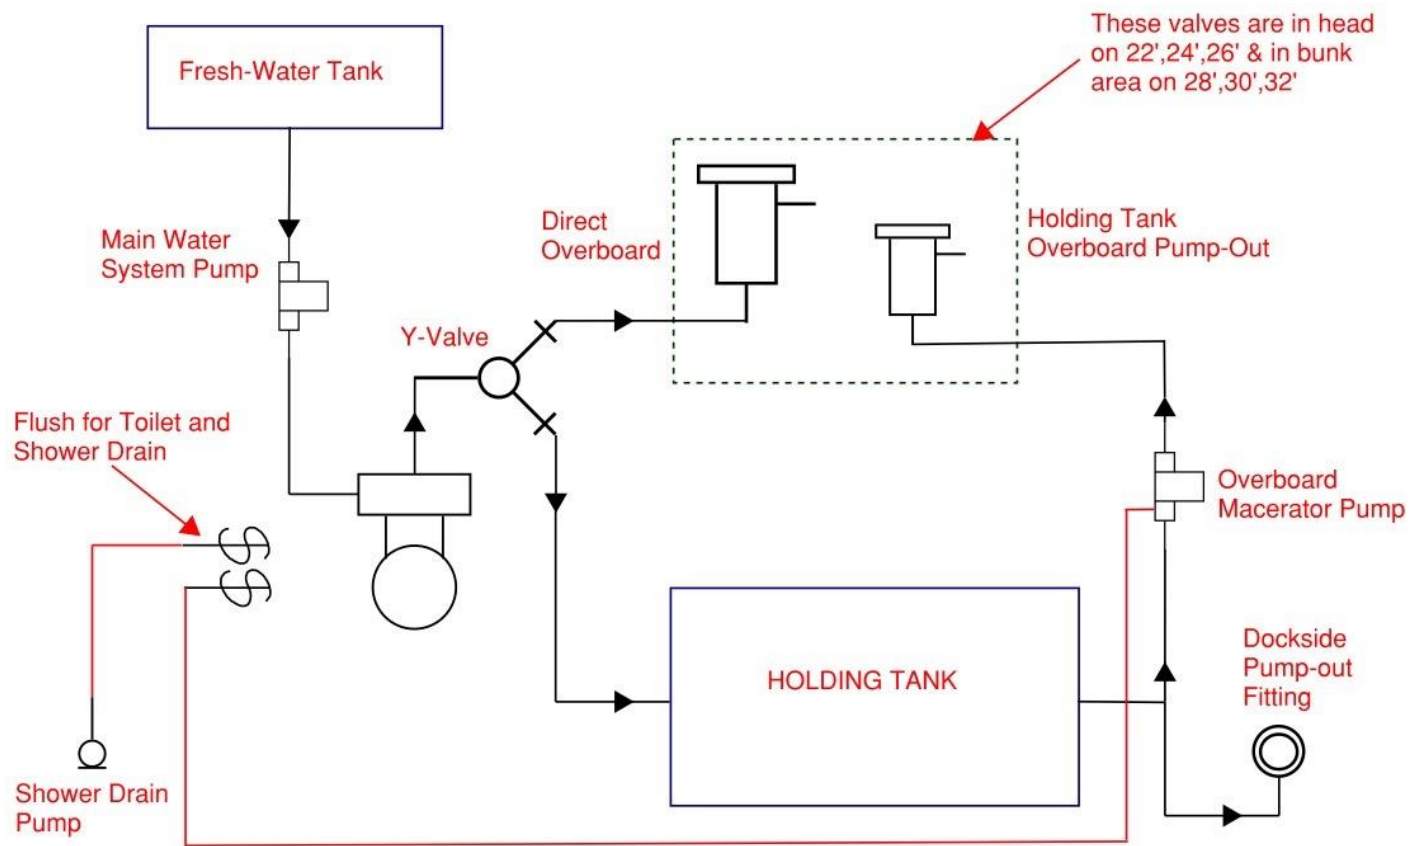 These valves are in head
on 22',24',26' & in bunk
area on 28',30',32'
Fresh-Water Tank
Main Water
System Pump
Direct
Overboard
Holding Tank
Overboard Pump-Out
Y-Valve
Flush for Toilet and
Shower Drain
Overboard
Macerator Pump
Dockside
Pump-out
Fitting
HOLDING TANK
Shower Drain
Pump